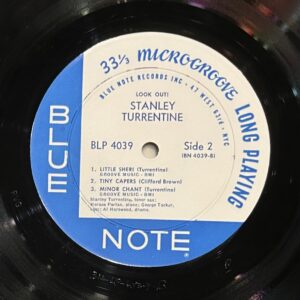 33⅓ MICROGROOVE LONG PLAYING
BLUE NOTE RECORDS INC • 47 WEST 63rd • NYC
LOOK OUT!
STANLEY
TURRENTINE
BLP 4039 Side 2
(BN 4039-B)
1. LITTLE SHERI (Turrentine)
GROOVE MUSIC - BMI
2. TINY CAPERS (Clifford Brown)
3. MINOR CHANT (Turrentine)
GROOVE MUSIC - BMI
Stanley Turrentine, tenor sax;
Horace Parlan, piano; George Tucker,
bass; Al Harewood, drums.
BLUE
NOTE